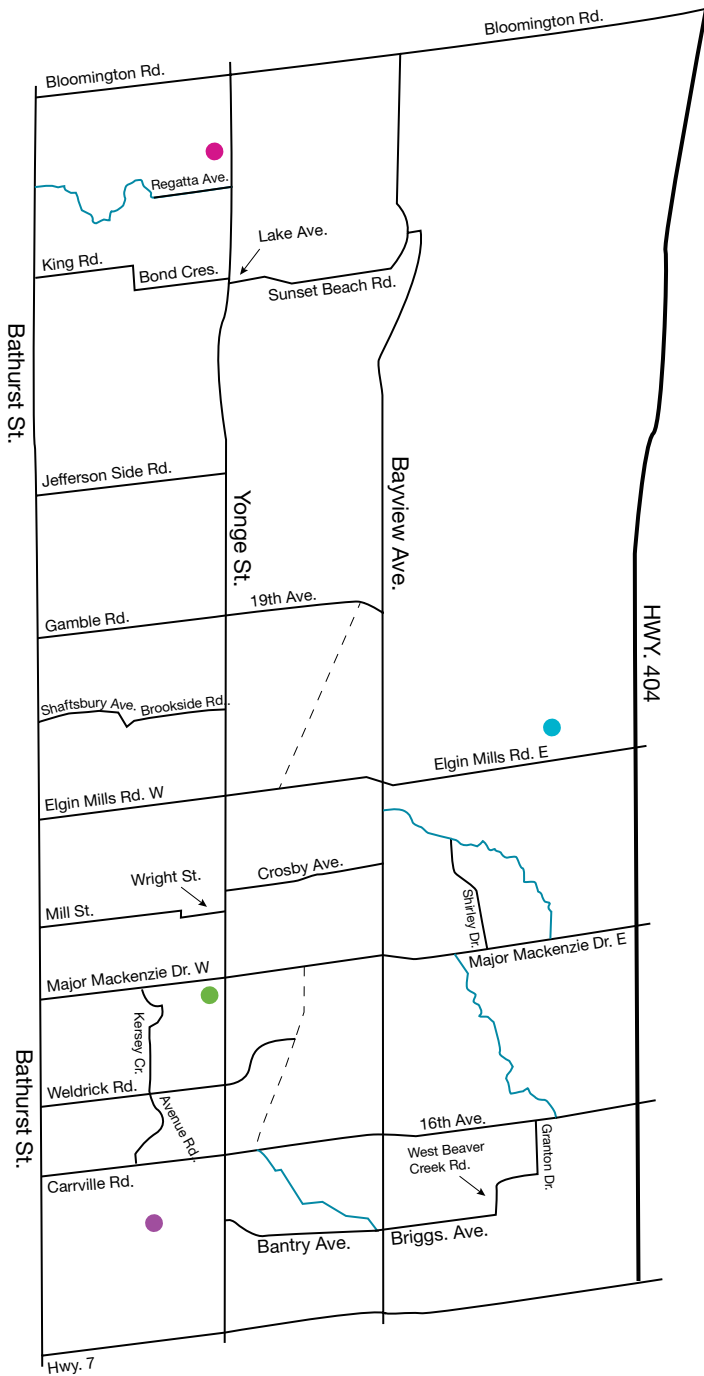 Bloomington Rd.
Bloomington Rd.
Regatta Ave.
Lake Ave.
King Rd.
Bond Cres.
Sunset Beach Rd.
Bathurst St.
Jefferson Side Rd.
Yonge St.
Bayview Ave.
19th Ave.
Gamble Rd.
HWY. 404
Shaftsbury Ave.
Brookside Rd.
Elgin Mills Rd. E
Elgin Mills Rd. W
Crosby Ave.
Wright St.
Mill St.
Shirley Dr.
Major Mackenzie Dr. E
Major Mackenzie Dr. W
Kersey Cr.
Bathurst St.
Weldrick Rd.
Avenue Rd.
16th Ave.
Granton Dr.
West Beaver
Creek Rd.
Carrville Rd.
Bantry Ave.
Briggs. Ave.
Hwy. 7